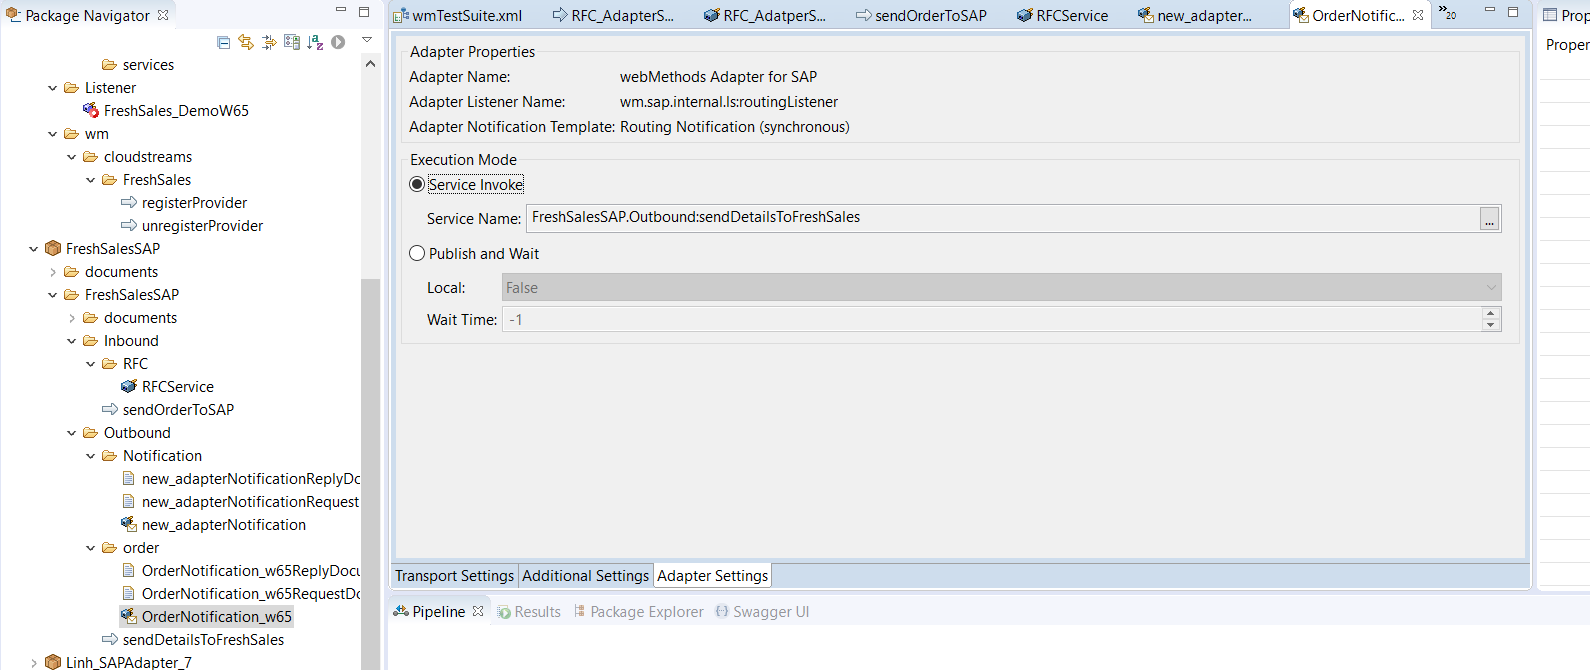 Package Navigator
services
Listener
FreshSales_DemoW65
wm
cloudstreams
FreshSales
registerProvider
unregisterProvider
FreshSalesSAP
documents
FreshSalesSAP
documents
Inbound
RFC
RFCService
sendOrderToSAP
Outbound
Notification
new_adapterNotificationReplyDo
new_adapterNotificationRequest
new_adapterNotification
order
OrderNotification_w65ReplyDocu
OrderNotification_w65RequestDo
OrderNotification_w65
sendDetailsToFreshSales
Linh_SAPAdapter_7
wmTestSuite.xml RFC_AdapterS... RFC_AdatperS... sendOrderToSAP RFCService new_adapter... OrderNotific... »20
Adapter Properties
Adapter Name: webMethods Adapter for SAP
Adapter Listener Name: wm.sap.internal.ls:routingListener
Adapter Notification Template: Routing Notification (synchronous)
Execution Mode
Service Invoke
Service Name: FreshSalesSAP.Outbound:sendDetailsToFreshSales ...
Publish and Wait
Local: False
Wait Time: -1
Transport Settings Additional Settings Adapter Settings
Pipeline Results Package Explorer Swagger UI
Prop
Proper